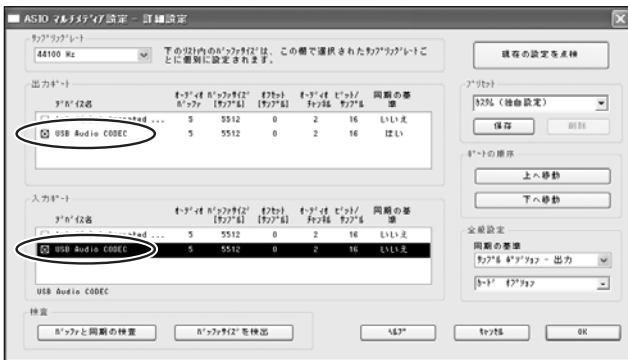 ASIO マルチメディア設定 - 詳細設定
サンプリングレート
44100 Hz
下のリスト内のバッファサイズは、この欄で選択されたサンプリングレートご
とに個別に設定されます。
現在の設定を点検
プリセット
カスタム (独自設定)
保存
削除
出力ポート
デバイス名
オーディオ バッファ
バッファサイズ [サンプル]
オフセット [サンプル]
オーディオ チャンネル
ビット/ サンプル
同期の基準
5 5512 0 2 16 いいえ
USB Audio CODEC 5 5512 0 2 16 はい
ポートの順序
上へ移動
下へ移動
入力ポート
デバイス名
オーディオ バッファ
バッファサイズ [サンプル]
オフセット [サンプル]
オーディオ チャンネル
ビット/ サンプル
同期の基準
5 5512 0 2 16 いいえ
USB Audio CODEC 5 5512 0 2 16 いいえ
USB Audio CODEC
全般設定
同期の基準
サンプル ポジション - 出力
カード オプション
検査
バッファと同期の検査
バッファサイズを検出
ヘルプ
キャンセル
OK